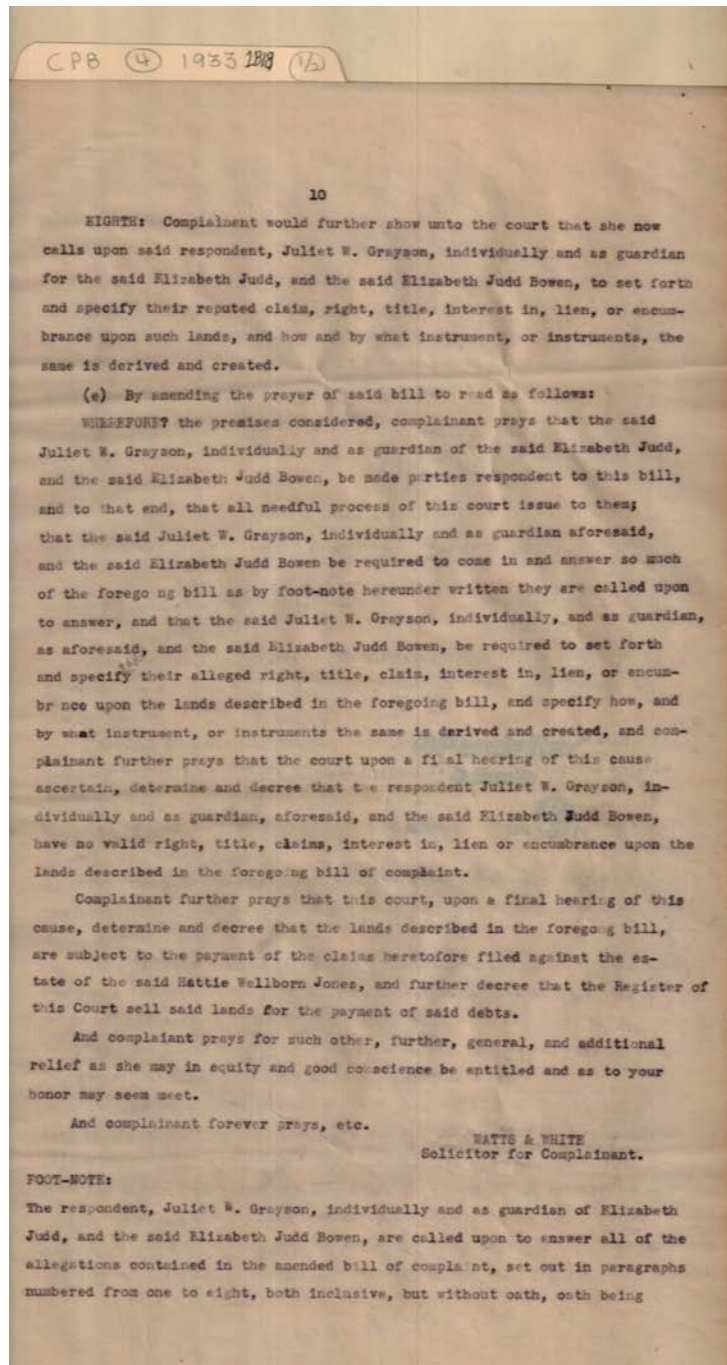 CPB 4 1933 1818 1/2
10
EIGHTH: Complainent would further show unto the court that she now
calls upon said respondent, Juliet W. Grayson, individually and as guardian
for the said Elizabeth Judd, and the said Elizabeth Judd Bowen, to set forth
and specify their reputed claim, right, title, interest in, lien, or encum-
brance upon such lands, and how and by what instrument, or instruments, the
same is derived and created.
(e) By amending the prayer of said bill to read as follows:
WHEREFORE? the premises considered, complainant prays that the said
Juliet W. Grayson, individually and as guardian of the said Elizabeth Judd,
and the said Elizabeth Judd Bowen, be made parties respondent to this bill,
and to that end, that all needful process of this court issue to them;
that the said Juliet W. Grayson, individually and as guardian aforesaid,
and the said Elizabeth Judd Bowen be required to come in and answer so much
of the forego ng bill as by foot-note hereunder written they are called upon
to answer, and that the said Juliet W. Grayson, individually, and as guardian,
as aforesaid, and the said Elizabeth Judd Bowen, be required to set forth
and specify their alleged right, title, claim, interest in, lien, or encum-
br nce upon the lands described in the foregoing bill, and specify how, and
by what instrument, or instruments the same is derived and created, and com-
plainant further prays that the court upon a fi al hearing of this cause
ascertain, determine and decree that the respondent Juliet W. Grayson, in-
dividually and as guardian, aforesaid, and the said Elizabeth Judd Bowen,
have no valid right, title, claims, interest in, lien or encumbrance upon the
lands described in the foregoing bill of complaint.
Complainant further prays that this court, upon a final hearing of this
cause, determine and decree that the lands described in the foregong bill,
are subject to the payment of the claims heretofore filed against the es-
tate of the said Hattie Wellborn Jones, and further decree that the Register of
this Court sell said lands for the payment of said debts.
And complaiant prays for such other, further, general, and additional
relief as she may in equity and good conscience be entitled and as to your
honor may seem meet.
And complainant forever prays, etc.
WATTS & WHITE
Solicitor for Complainant.
FOOT-NOTE:
The respondent, Juliet W. Grayson, individually and as guardian of Elizabeth
Judd, and the said Elizabeth Judd Bowen, are called upon to answer all of the
allegations contained in the amended bill of compla nt, set out in paragraphs
numbered from one to eight, both inclusive, but without oath, oath being